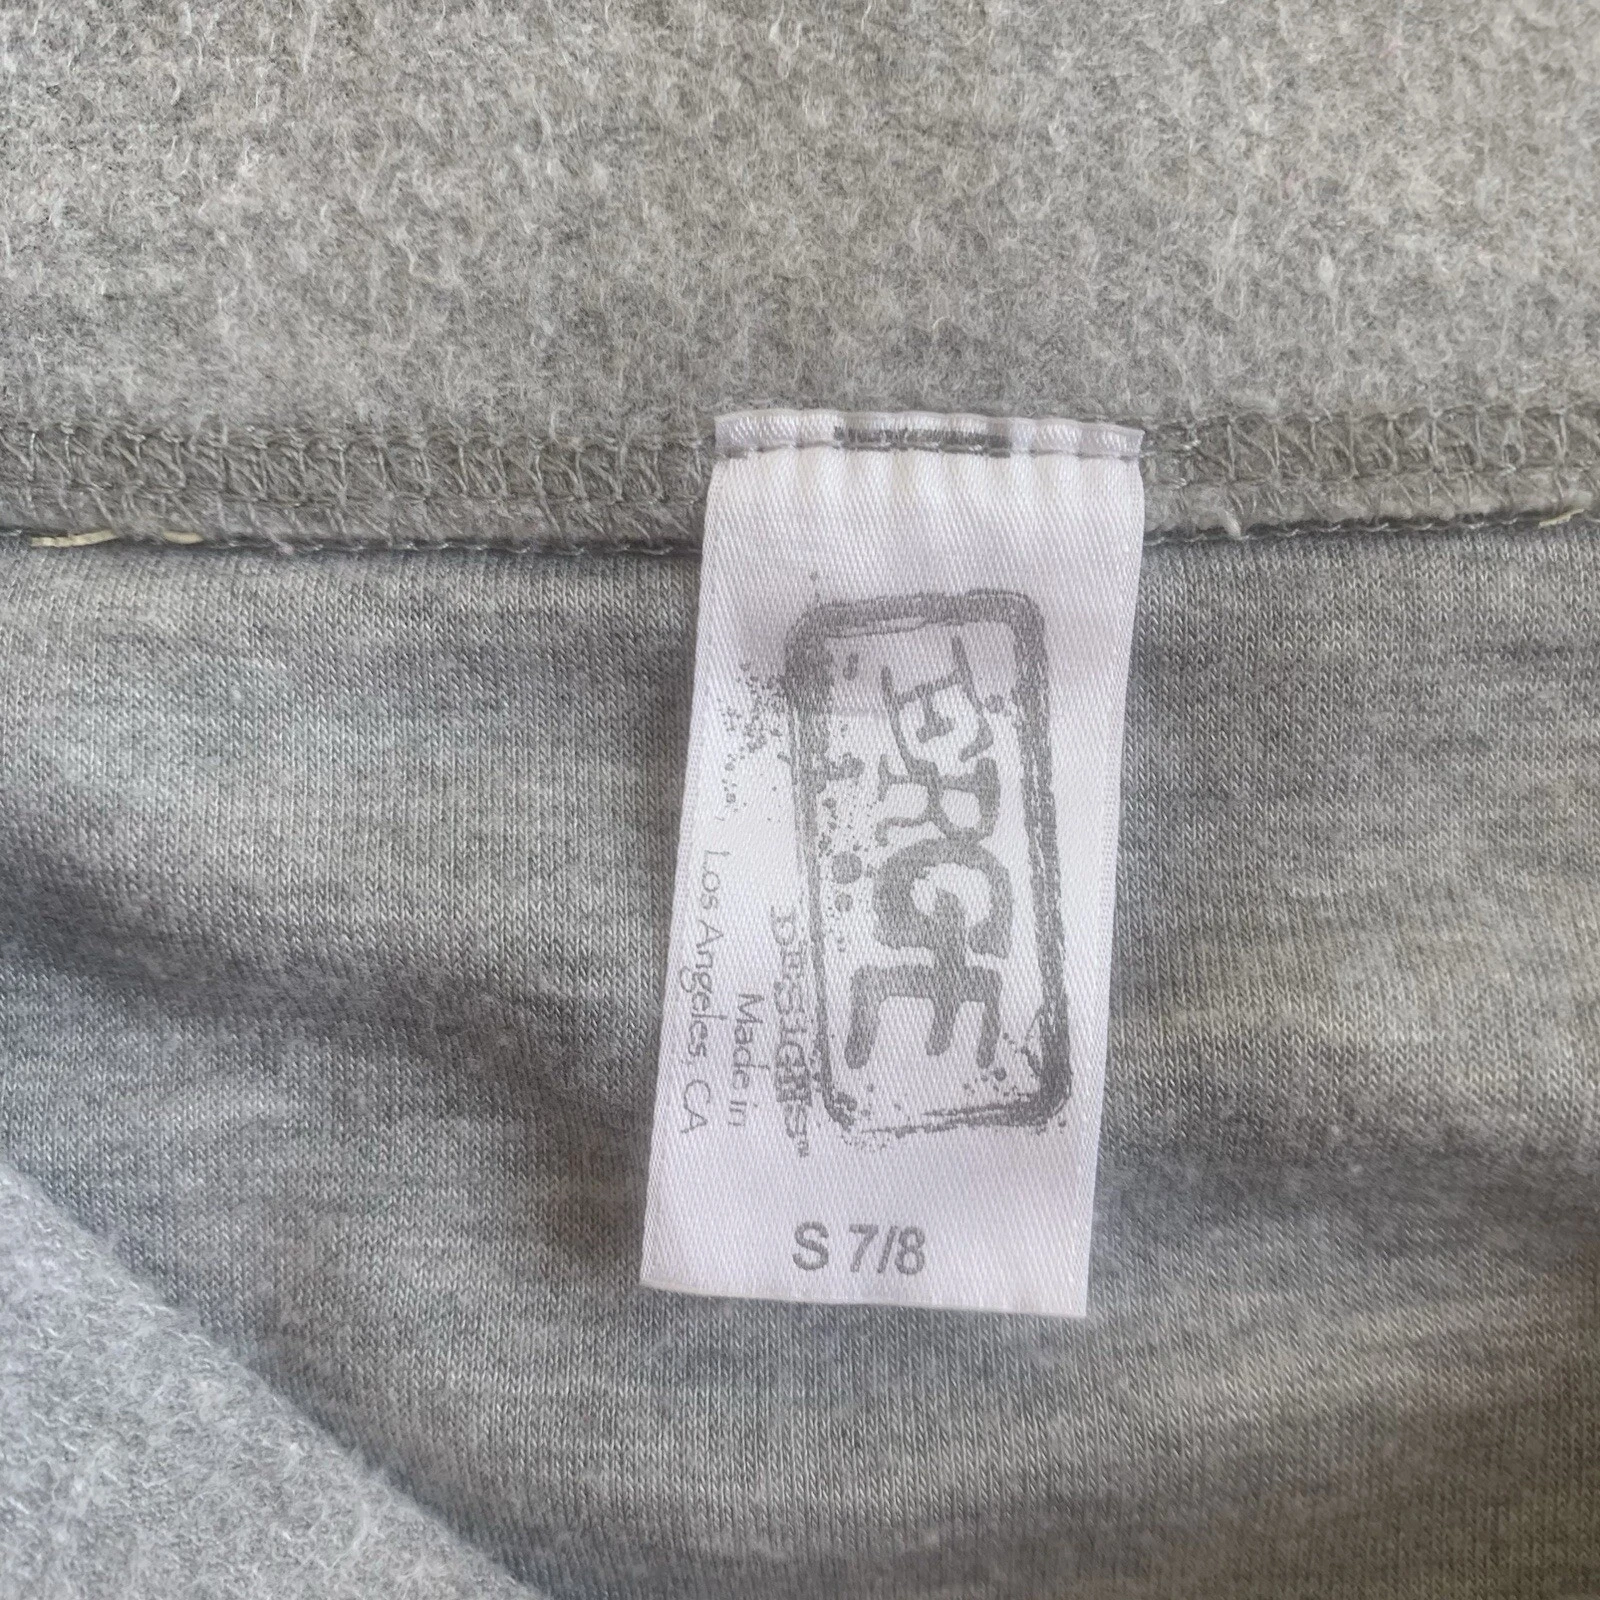 ERGE
Designs
Made in
Los Angeles, CA
S 7/8